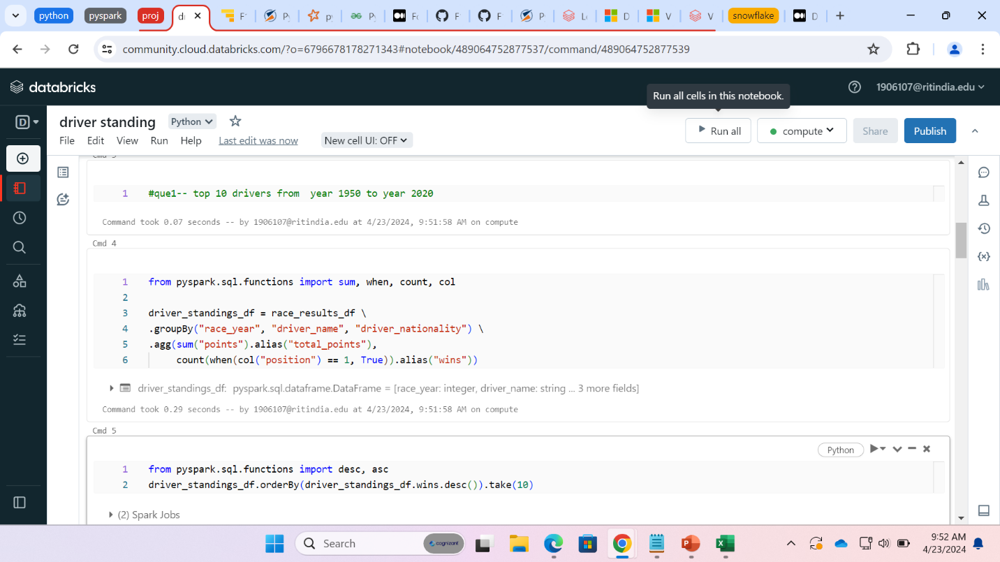 python
pyspark
proj
snowflake
community.cloud.databricks.com/?o=6796678178271343#notebook/489064752877537/command/489064752877539
databricks
1906107@ritindia.edu
Run all cells in this notebook.
D
driver standing
Python
Run all
compute
Share
Publish
File Edit View Run Help
Last edit was now
New cell UI: OFF
1 #que1-- top 10 drivers from  year 1950 to year 2020
Command took 0.07 seconds -- by 1906107@ritindia.edu at 4/23/2024, 9:51:58 AM on compute
Cmd 4
1 from pyspark.sql.functions import sum, when, count, col
2
3 driver_standings_df = race_results_df \
4 .groupBy("race_year", "driver_name", "driver_nationality") \
5 .agg(sum("points").alias("total_points"),
6 count(when(col("position") == 1, True)).alias("wins"))
driver_standings_df: pyspark.sql.dataframe.DataFrame = [race_year: integer, driver_name: string ... 3 more fields]
Command took 0.29 seconds -- by 1906107@ritindia.edu at 4/23/2024, 9:51:58 AM on compute
Cmd 5
Python
1 from pyspark.sql.functions import desc, asc
2 driver_standings_df.orderBy(driver_standings_df.wins.desc()).take(10)
(2) Spark Jobs
Search
cognizant
9:52 AM
4/23/2024